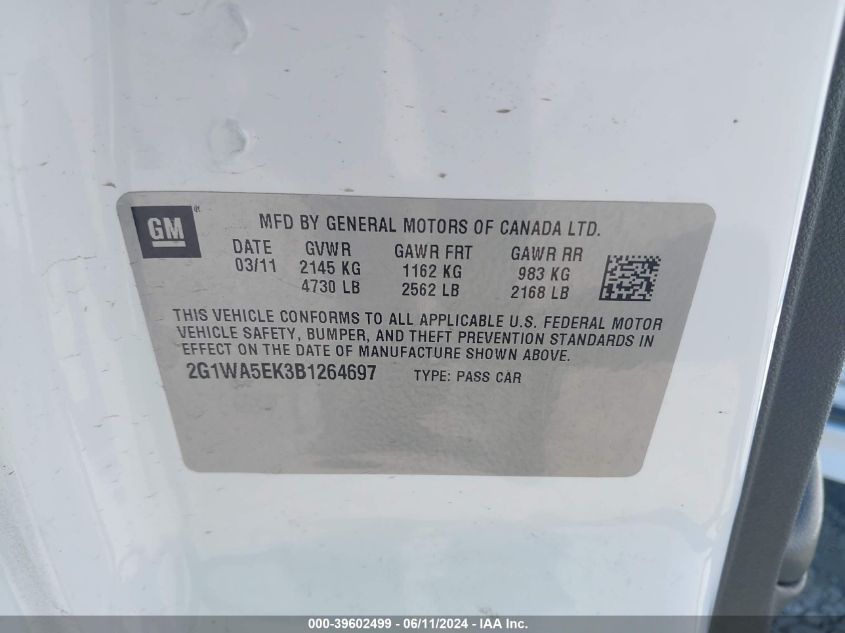 GM ®
MFD BY GENERAL MOTORS OF CANADA LTD.
DATE GVWR GAWR FRT GAWR RR
03/11 2145 KG 1162 KG 983 KG
4730 LB 2562 LB 2168 LB
THIS VEHICLE CONFORMS TO ALL APPLICABLE U.S. FEDERAL MOTOR
VEHICLE SAFETY, BUMPER, AND THEFT PREVENTION STANDARDS IN
EFFECT ON THE DATE OF MANUFACTURE SHOWN ABOVE.
2G1WA5EK3B1264697 TYPE: PASS CAR
000-39602499 - 06/11/2024 - IAA Inc.